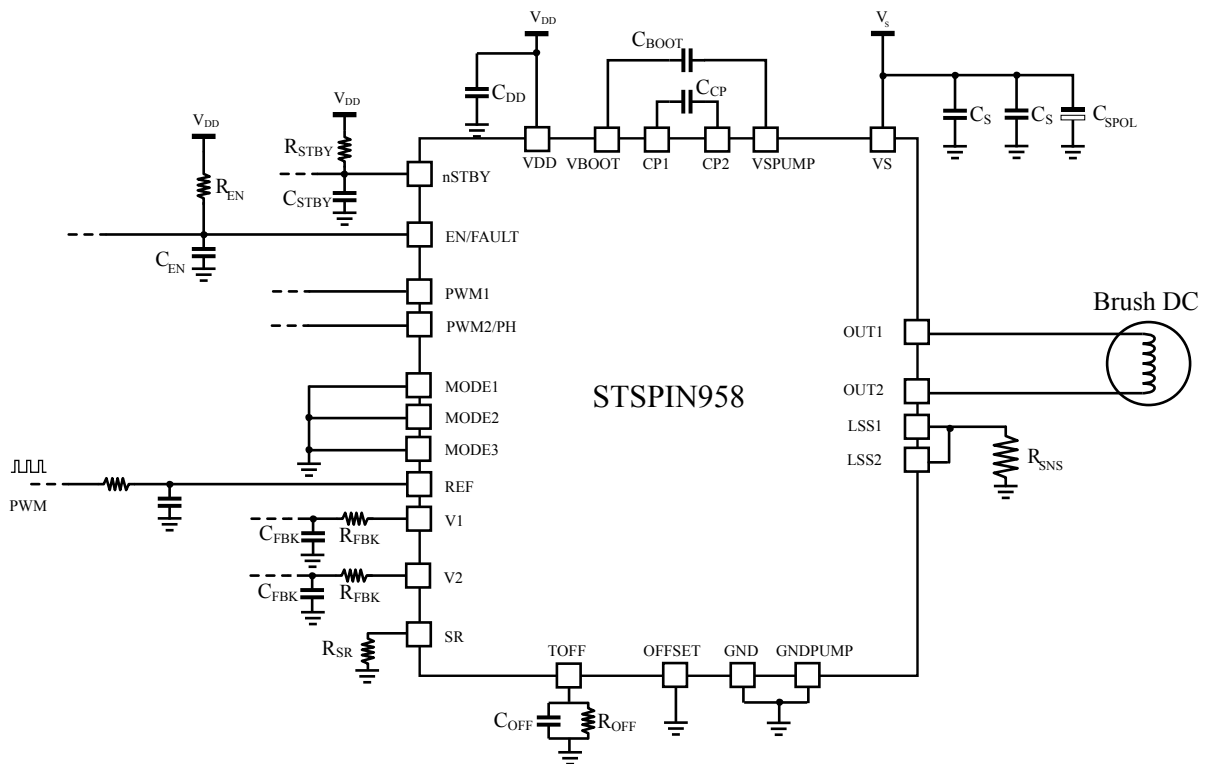 VDD
CBOOT
VS
CDD
CCP
CS
CS
CSPOL
VDD
VDD
RSTBY
REN
CSTBY
CEN
VDD
VBOOT
CP1
CP2
VSPUMP
VS
nSTBY
EN/FAULT
PWM1
PWM2/PH
MODE1
MODE2
MODE3
REF
V1
V2
SR
STSPIN958
OUT1
OUT2
LSS1
LSS2
Brush DC
RSNS
PWM
CFBK
RFBK
CFBK
RFBK
RSR
TOFF
OFFSET
GND
GNDPUMP
COFF
ROFF